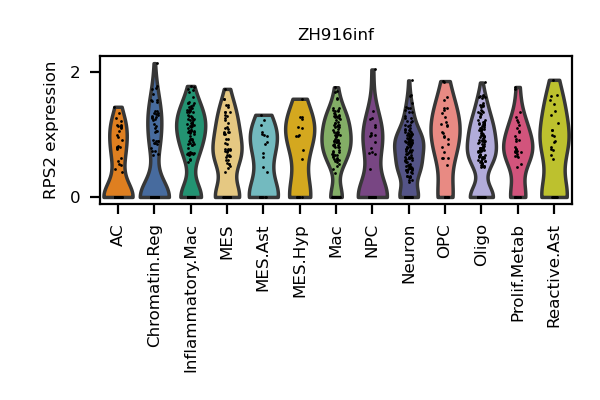 ZH916inf
RPS2 expression
2
0
AC
Chromatin.Reg
Inflammatory.Mac
MES
MES.Ast
MES.Hyp
Mac
NPC
Neuron
OPC
Oligo
Prolif.Metab
Reactive.Ast